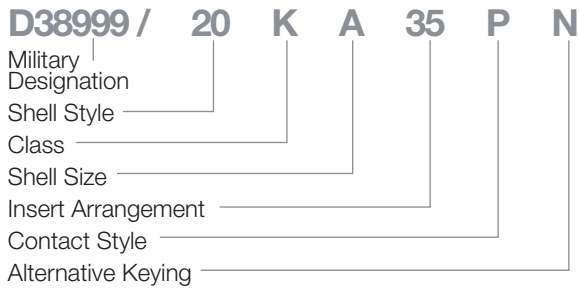 D38999 / 20 K A 35 P N
Military
Designation
Shell Style
Class
Shell Size
Insert Arrangement
Contact Style
Alternative Keying